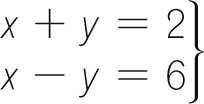 x + y = 2
x − y = 6